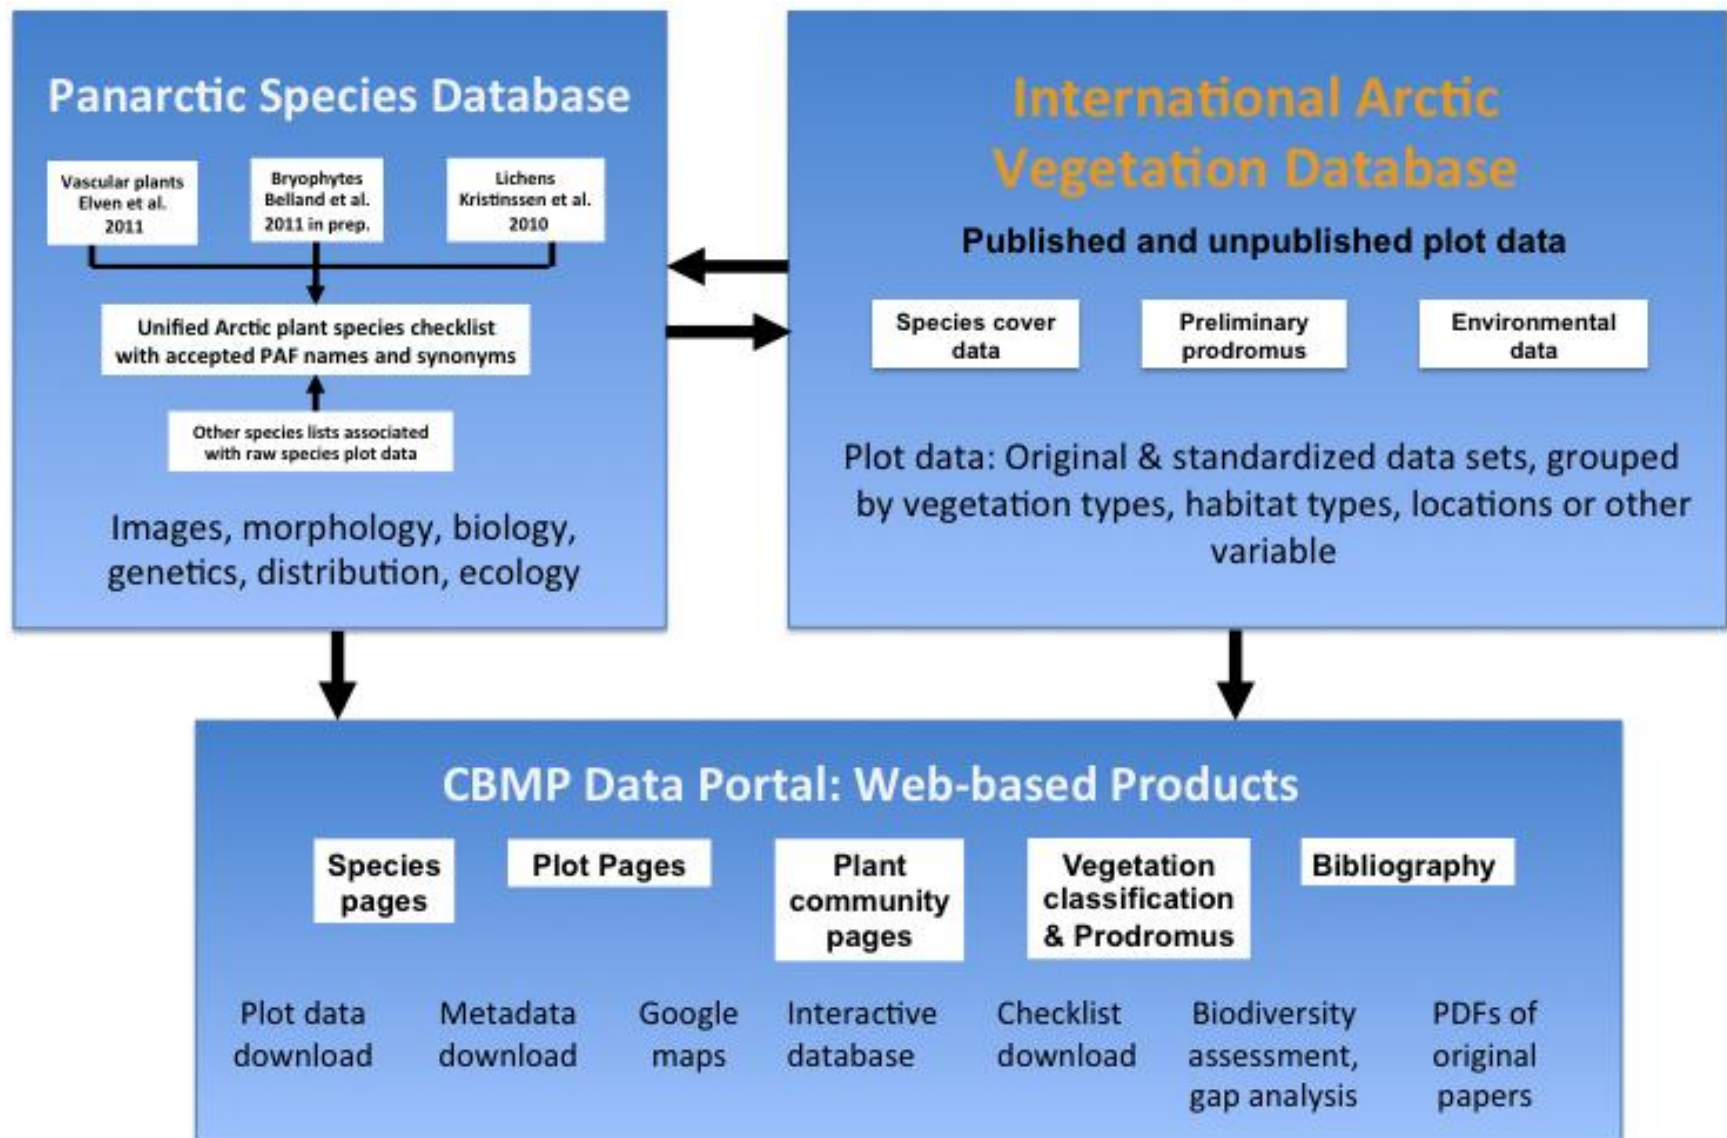 Panarctic Species Database
Vascular plants
Elven et al.
2011
Bryophytes
Belland et al.
2011 in prep.
Lichens
Kristinssen et al.
2010
Unified Arctic plant species checklist
with accepted PAF names and synonyms
Other species lists associated
with raw species plot data
Images, morphology, biology,
genetics, distribution, ecology
International Arctic
Vegetation Database
Published and unpublished plot data
Species cover
data
Preliminary
prodromus
Environmental
data
Plot data: Original & standardized data sets, grouped
by vegetation types, habitat types, locations or other
variable
CBMP Data Portal: Web-based Products
Species
pages
Plot Pages
Plant
community
pages
Vegetation
classification
& Prodromus
Bibliography
Plot data
download
Metadata
download
Google
maps
Interactive
database
Checklist
download
Biodiversity
assessment,
gap analysis
PDFs of
original
papers